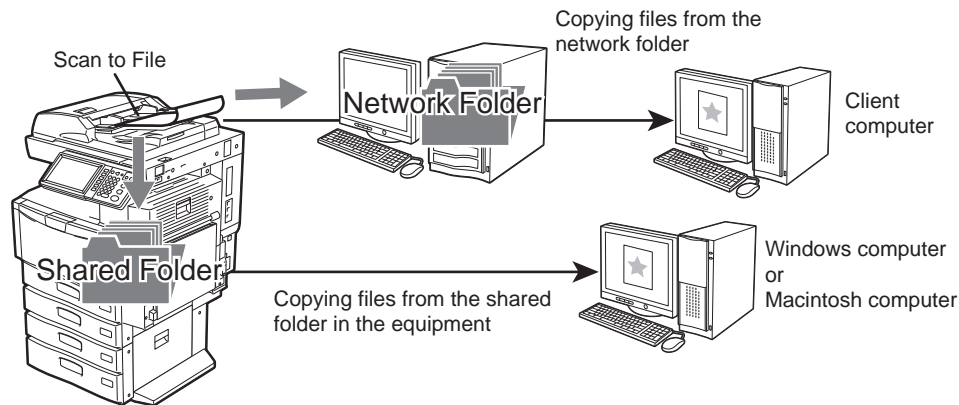 Copying files from the
network folder
Scan to File
Network Folder
Client
computer
Shared Folder
Windows computer
or
Macintosh computer
Copying files from the shared
folder in the equipment